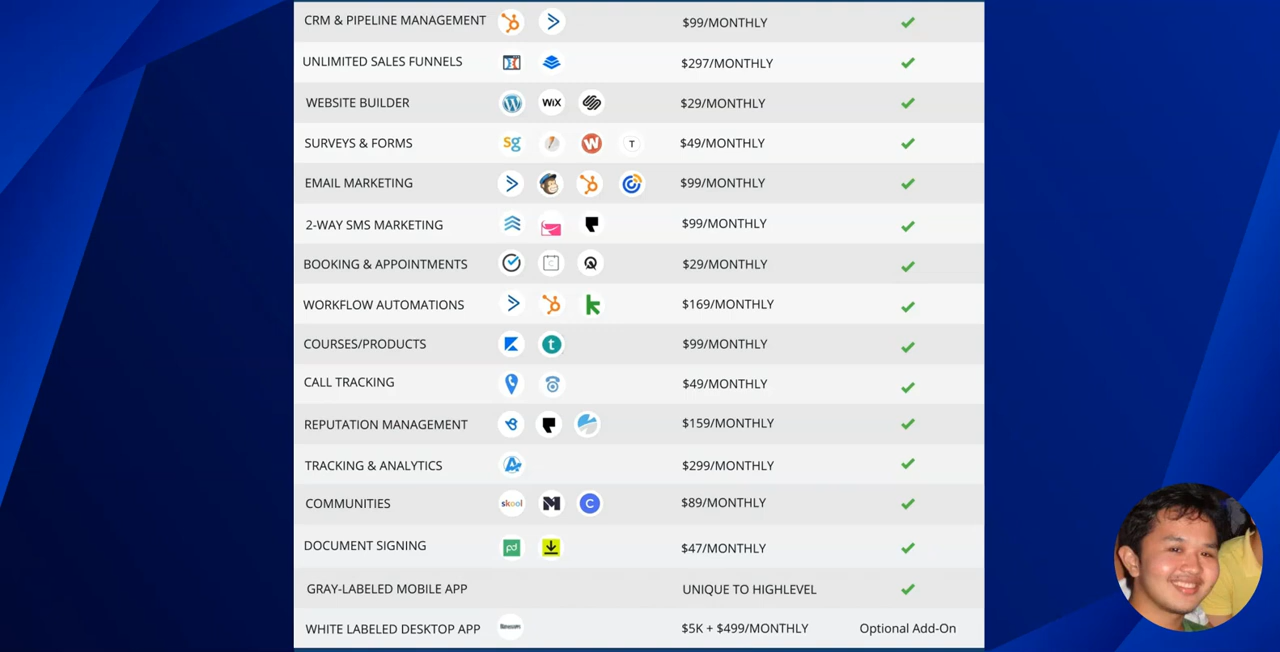 CRM & PIPELINE MANAGEMENT $99/MONTHLY
UNLIMITED SALES FUNNELS $297/MONTHLY
WEBSITE BUILDER WiX $29/MONTHLY
SURVEYS & FORMS sg W T $49/MONTHLY
EMAIL MARKETING $99/MONTHLY
2-WAY SMS MARKETING $99/MONTHLY
BOOKING & APPOINTMENTS C $29/MONTHLY
WORKFLOW AUTOMATIONS $169/MONTHLY
COURSES/PRODUCTS t $99/MONTHLY
CALL TRACKING $49/MONTHLY
REPUTATION MANAGEMENT $159/MONTHLY
TRACKING & ANALYTICS $299/MONTHLY
COMMUNITIES skool C $89/MONTHLY
DOCUMENT SIGNING pd $47/MONTHLY
GRAY-LABELED MOBILE APP UNIQUE TO HIGHLEVEL
WHITE LABELED DESKTOP APP $5K + $499/MONTHLY Optional Add-On